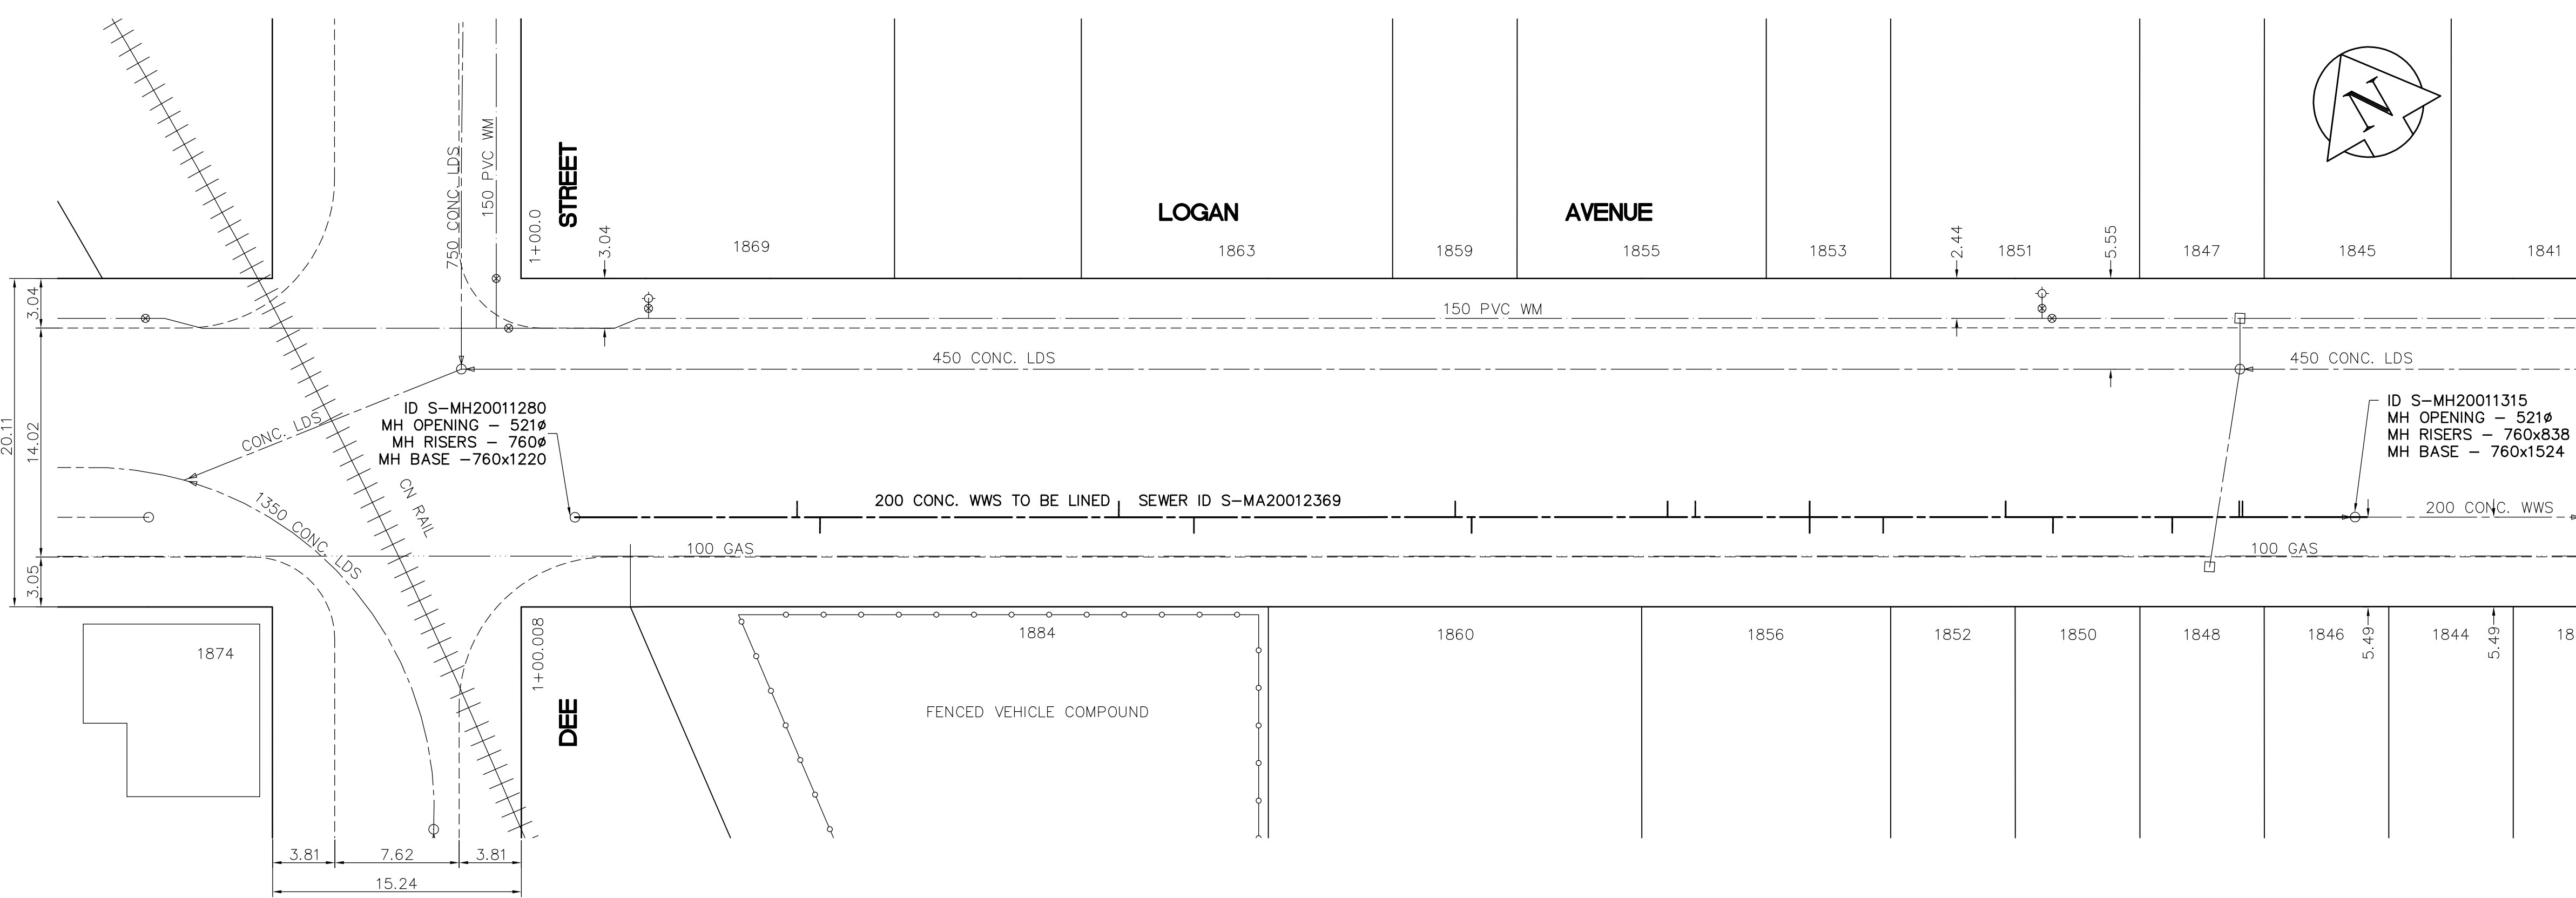 750 CONC. LDS
150 PVC WM
1+00.0
STREET
3.04
1869
LOGAN
AVENUE
1863
1859
1855
1853
2.44
1851
5.55
1847
1845
1841
N
3.04
14.02
20.11
3.05
150 PVC WM
450 CONC. LDS
450 CONC. LDS
CONC. LDS
1350 CONC. LDS
CN RAIL
ID S-MH20011280
MH OPENING - 521ø
MH RISERS - 760ø
MH BASE -760x1220
200 CONC. WWS TO BE LINED
SEWER ID S-MA20012369
ID S-MH20011315
MH OPENING - 521ø
MH RISERS - 760x838
MH BASE - 760x1524
200 CONC. WWS
100 GAS
100 GAS
1874
1+00.008
DEE
1884
FENCED VEHICLE COMPOUND
1860
1856
1852
1850
1848
1846
5.49
1844
5.49
18
3.81
7.62
3.81
15.24